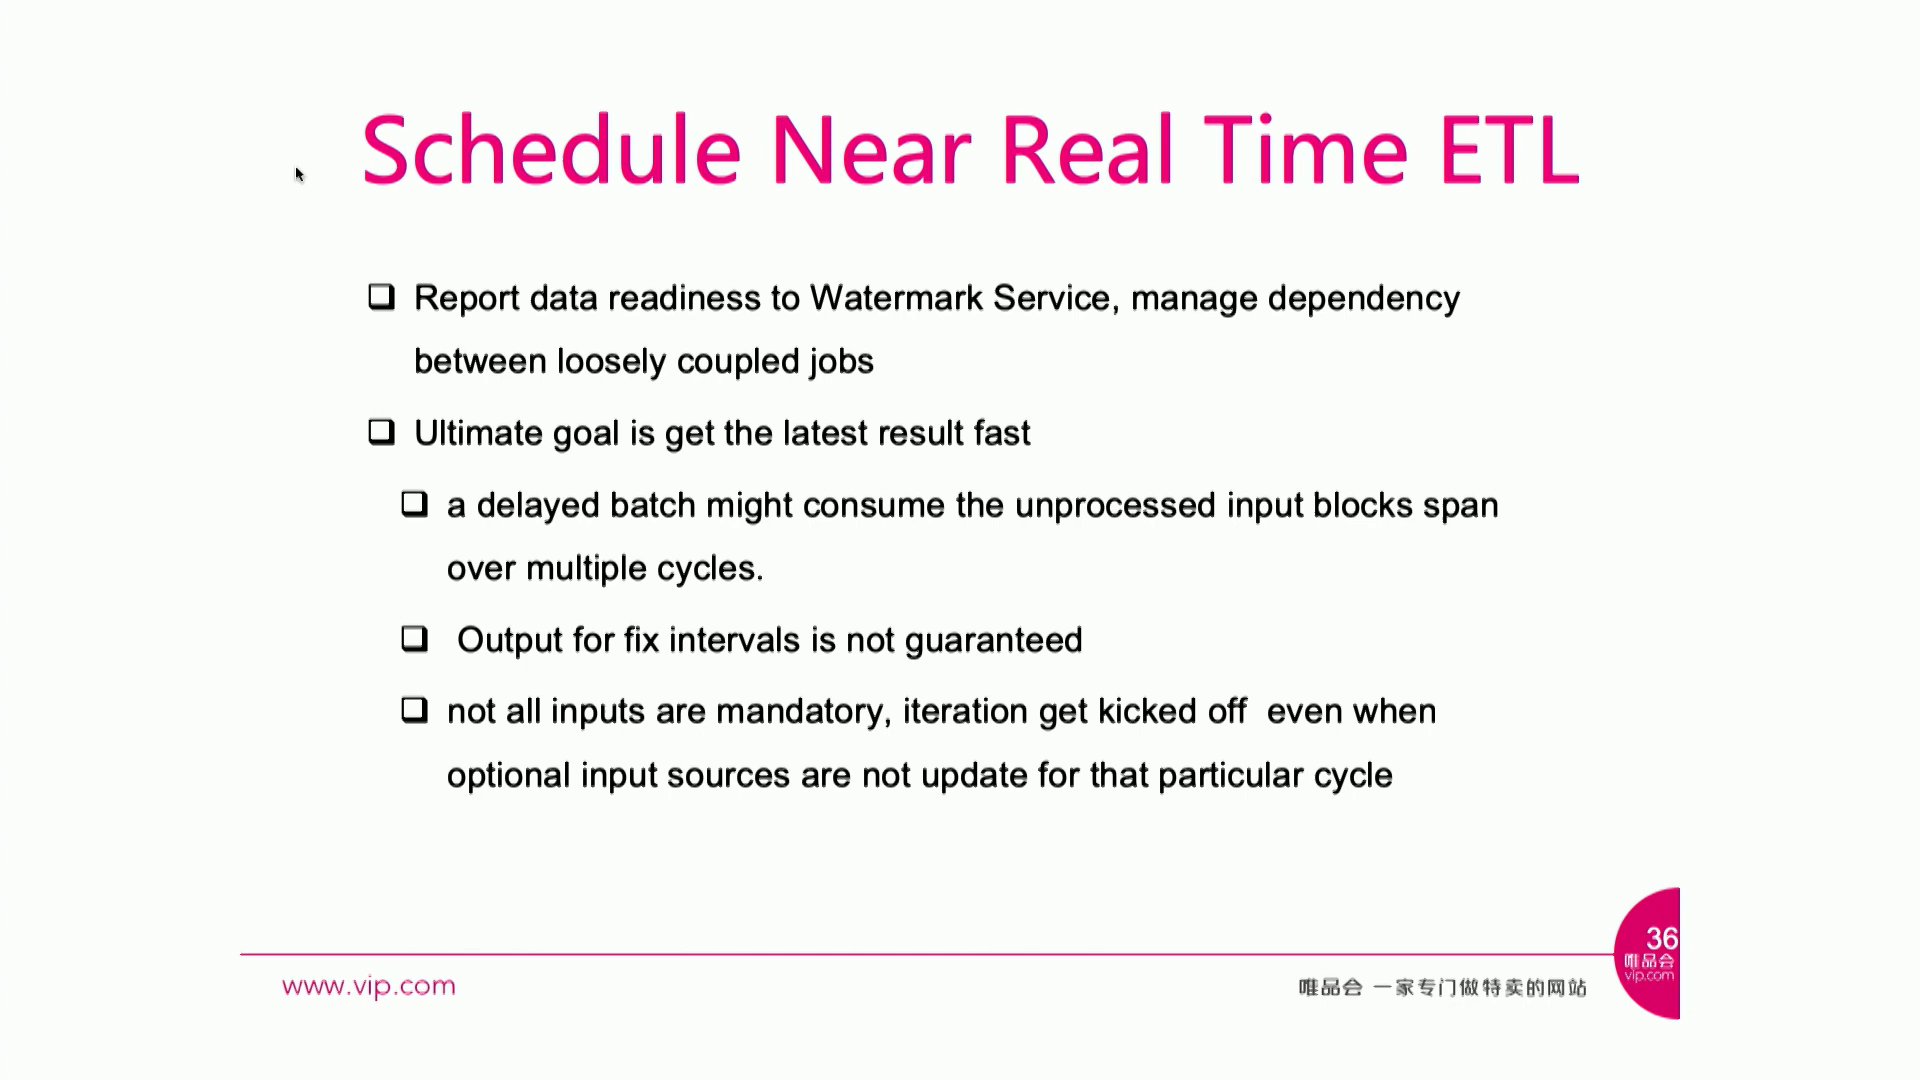 Schedule Near Real Time ETL
Report data readiness to Watermark Service, manage dependency
between loosely coupled jobs
Ultimate goal is get the latest result fast
a delayed batch might consume the unprocessed input blocks span
over multiple cycles.
Output for fix intervals is not guaranteed
not all inputs are mandatory, iteration get kicked off  even when
optional input sources are not update for that particular cycle
36
唯品会
vip.com
www.vip.com
唯品会 一家专门做特卖的网站